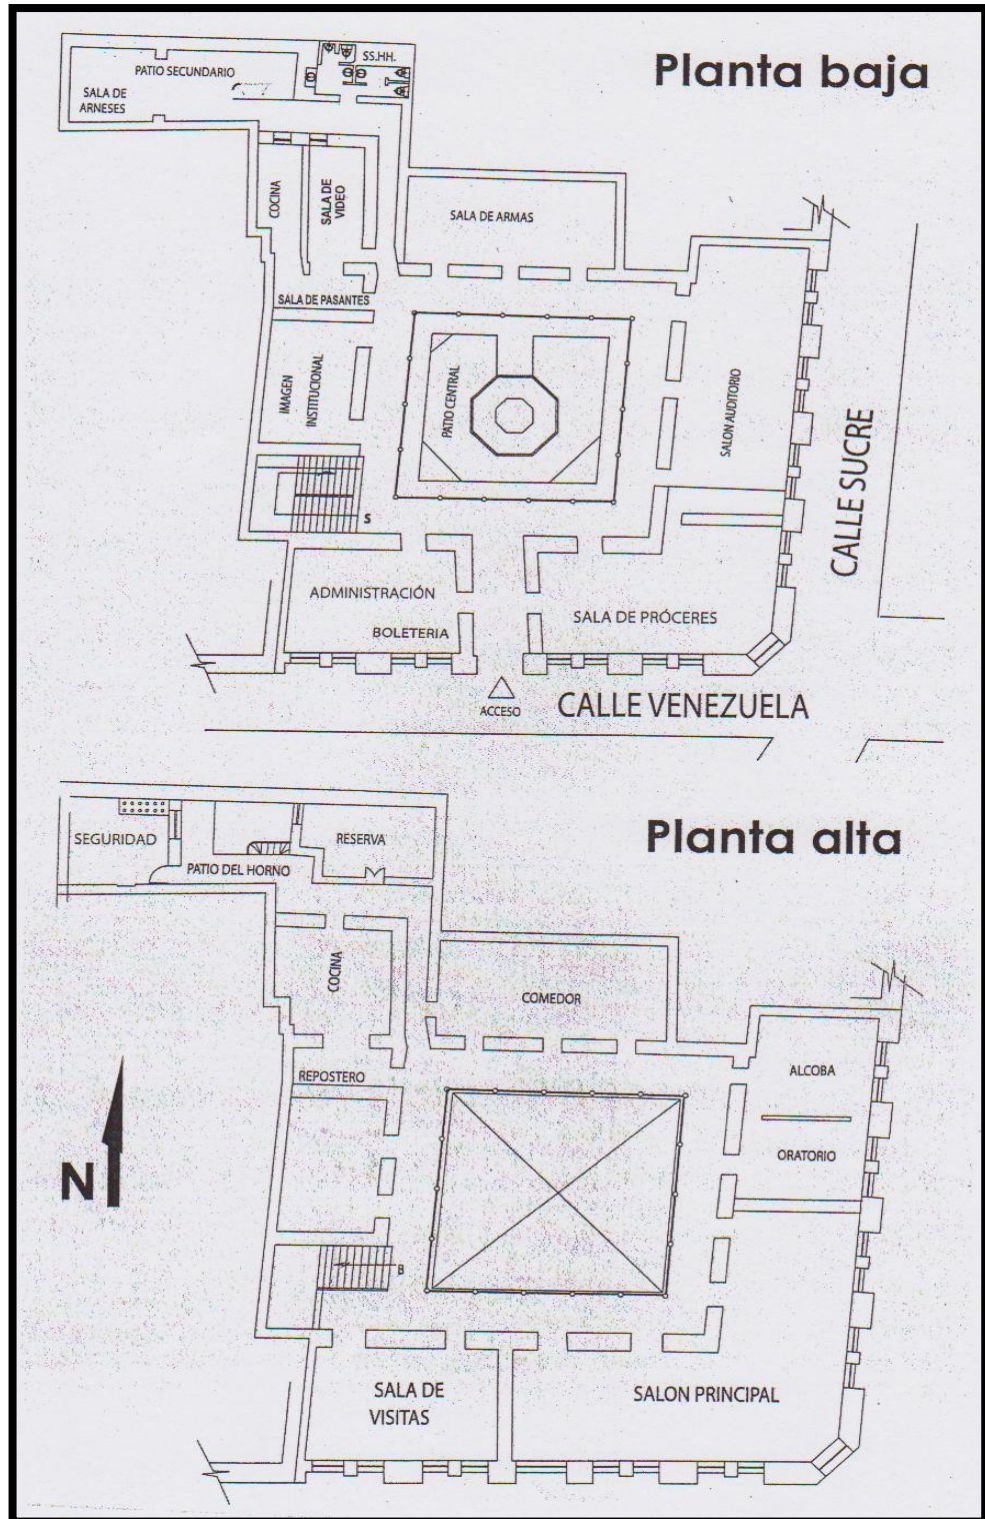 Planta baja
SS.HH.
PATIO SECUNDARIO
SALA DE
ARNESES
COCINA
SALA DE
VIDEO
SALA DE ARMAS
SALA DE PASANTES
IMAGEN
INSTITUCIONAL
PATIO CENTRAL
SALON AUDITORIO
CALLE SUCRE
S
ADMINISTRACIÓN
BOLETERIA
SALA DE PRÓCERES
ACCESO
CALLE VENEZUELA
Planta alta
SEGURIDAD
RESERVA
PATIO DEL HORNO
COCINA
COMEDOR
REPOSTERO
ALCOBA
ORATORIO
N
B
SALA DE
VISITAS
SALON PRINCIPAL